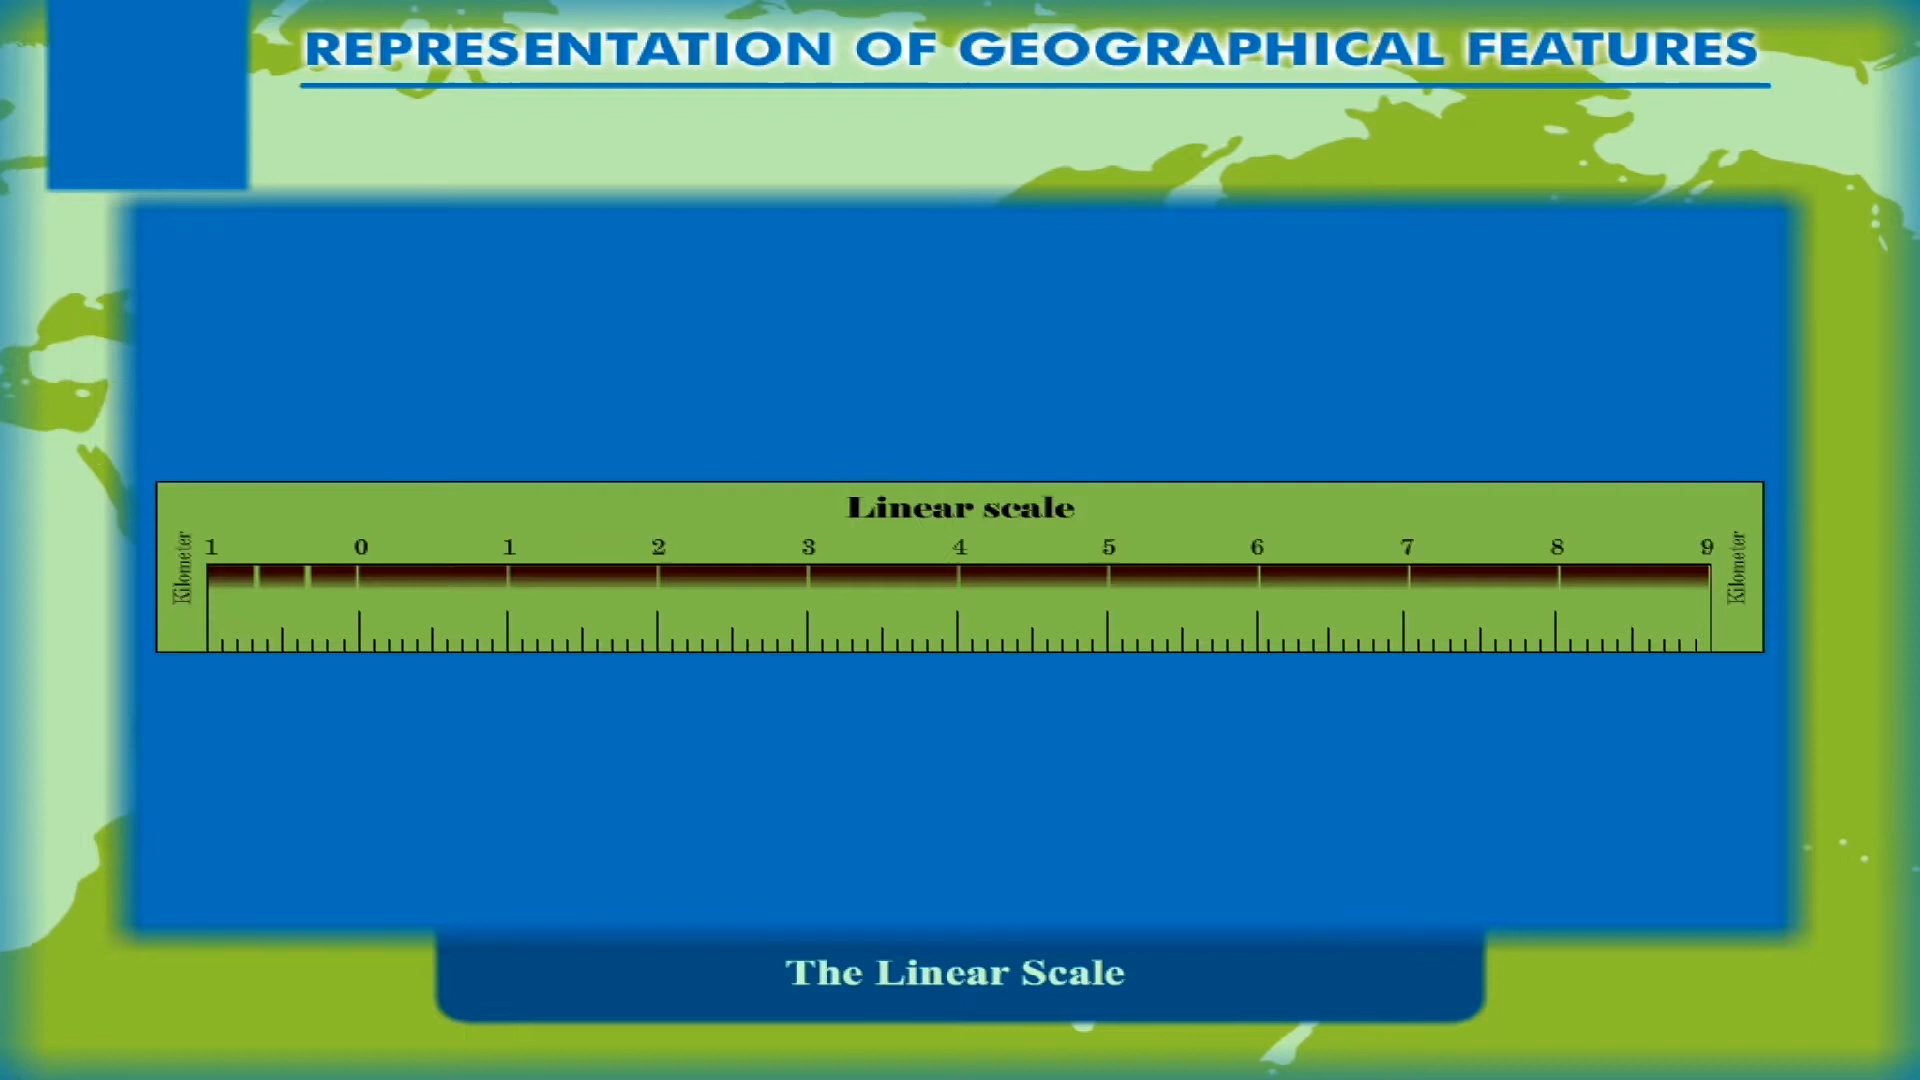 REPRESENTATION OF GEOGRAPHICAL FEATURES
Linear scale
Kilometer 1 0 1 2 3 4 5 6 7 8 9 Kilometer
The Linear Scale